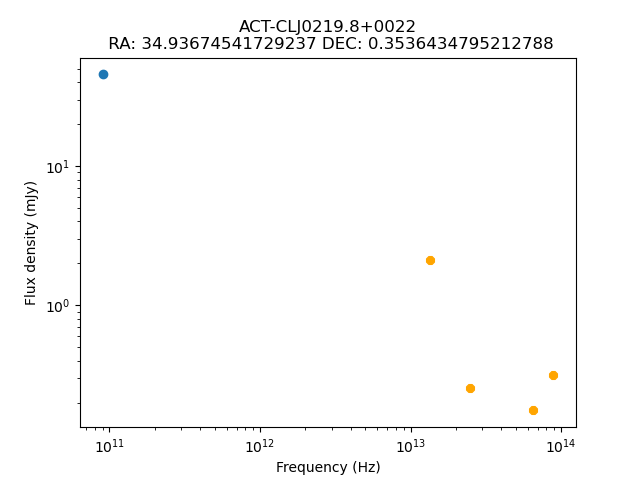 ACT-CLJ0219.8+0022
RA: 34.93674541729237 DEC: 0.3536434795212788
Flux density (mJy)
10¹
10⁰
10¹¹ 10¹² 10¹³ 10¹⁴
Frequency (Hz)